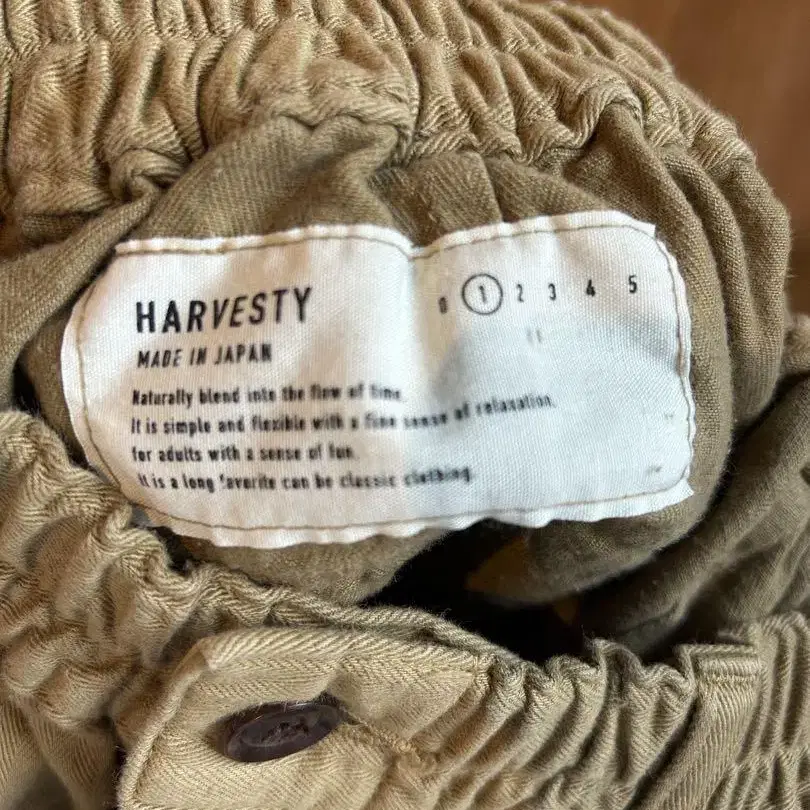 HARVESTY
0 1 2 3 4 5
MADE IN JAPAN
Naturally blend into the flow of time.
It is simple and flexible with a fine sense of relaxation.
for adults with a sense of fun.
It is a long favorite can be classic clothing.